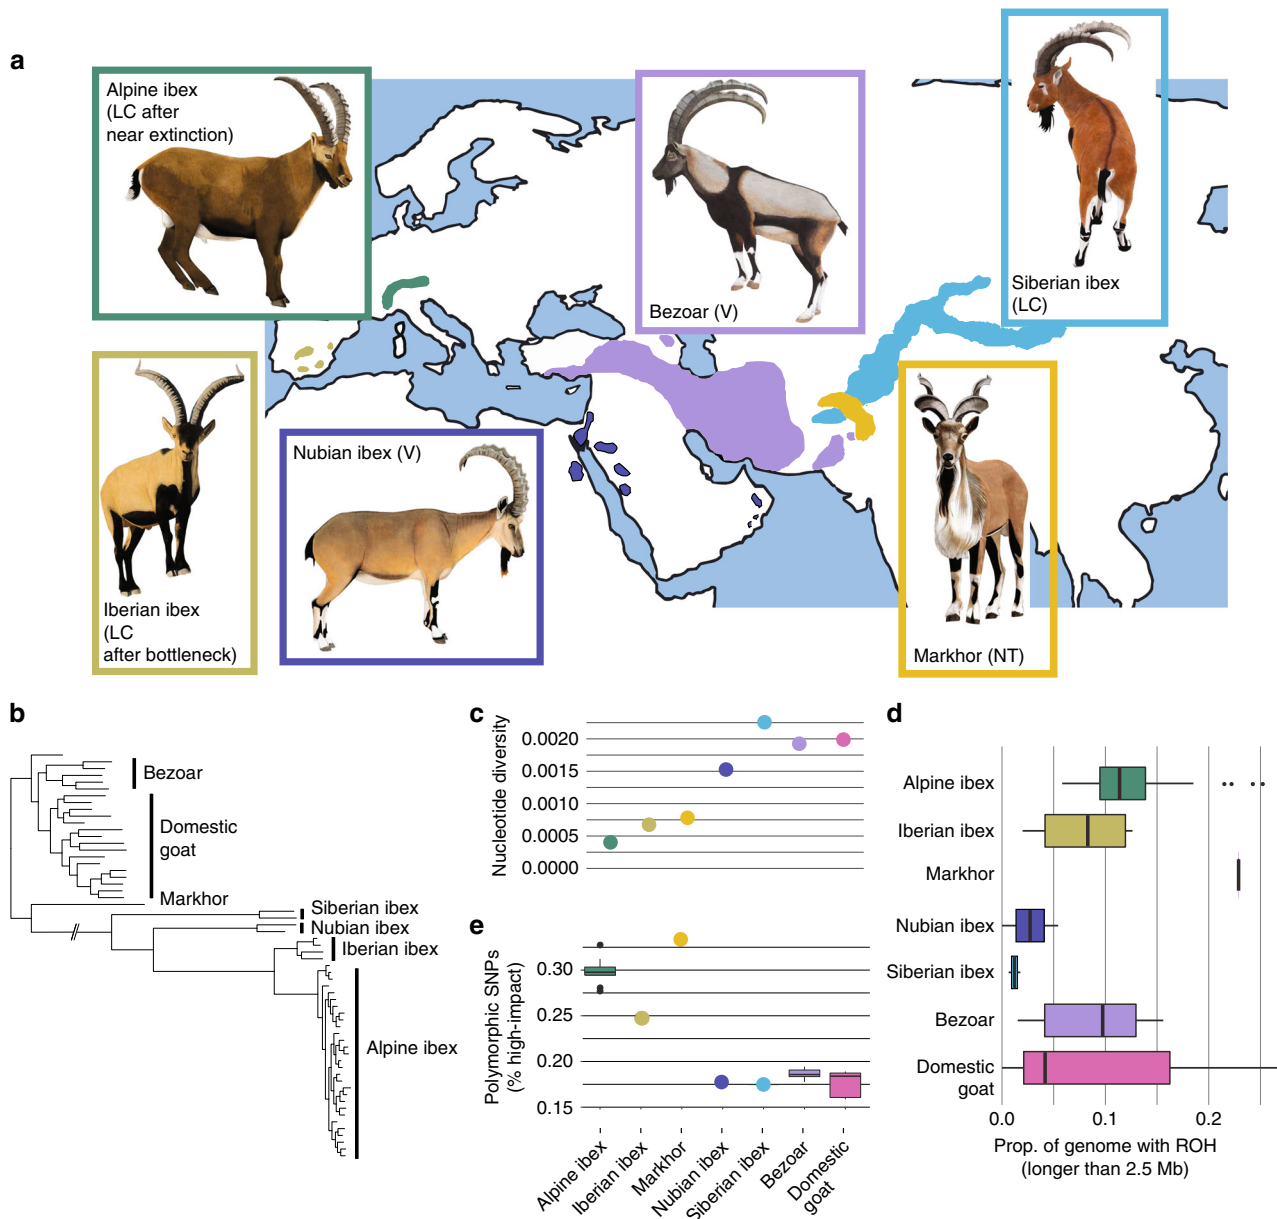 a
Alpine ibex
(LC after
near extinction)
Bezoar (V)
Siberian ibex
(LC)
Iberian ibex
(LC
after bottleneck)
Nubian ibex (V)
Markhor (NT)
b
Bezoar
Domestic
goat
Markhor
Siberian ibex
Nubian ibex
Iberian ibex
Alpine ibex
c
Nucleotide diversity
0.0020
0.0015
0.0010
0.0005
0.0000
e
Polymorphic SNPs
(% high-impact)
0.30
0.25
0.20
0.15
Alpine ibex
Iberian ibex
Markhor
Nubian ibex
Siberian ibex
Bezoar
Domestic
goat
d
Alpine ibex
Iberian ibex
Markhor
Nubian ibex
Siberian ibex
Bezoar
Domestic
goat
0.0 0.1 0.2
Prop. of genome with ROH
(longer than 2.5 Mb)